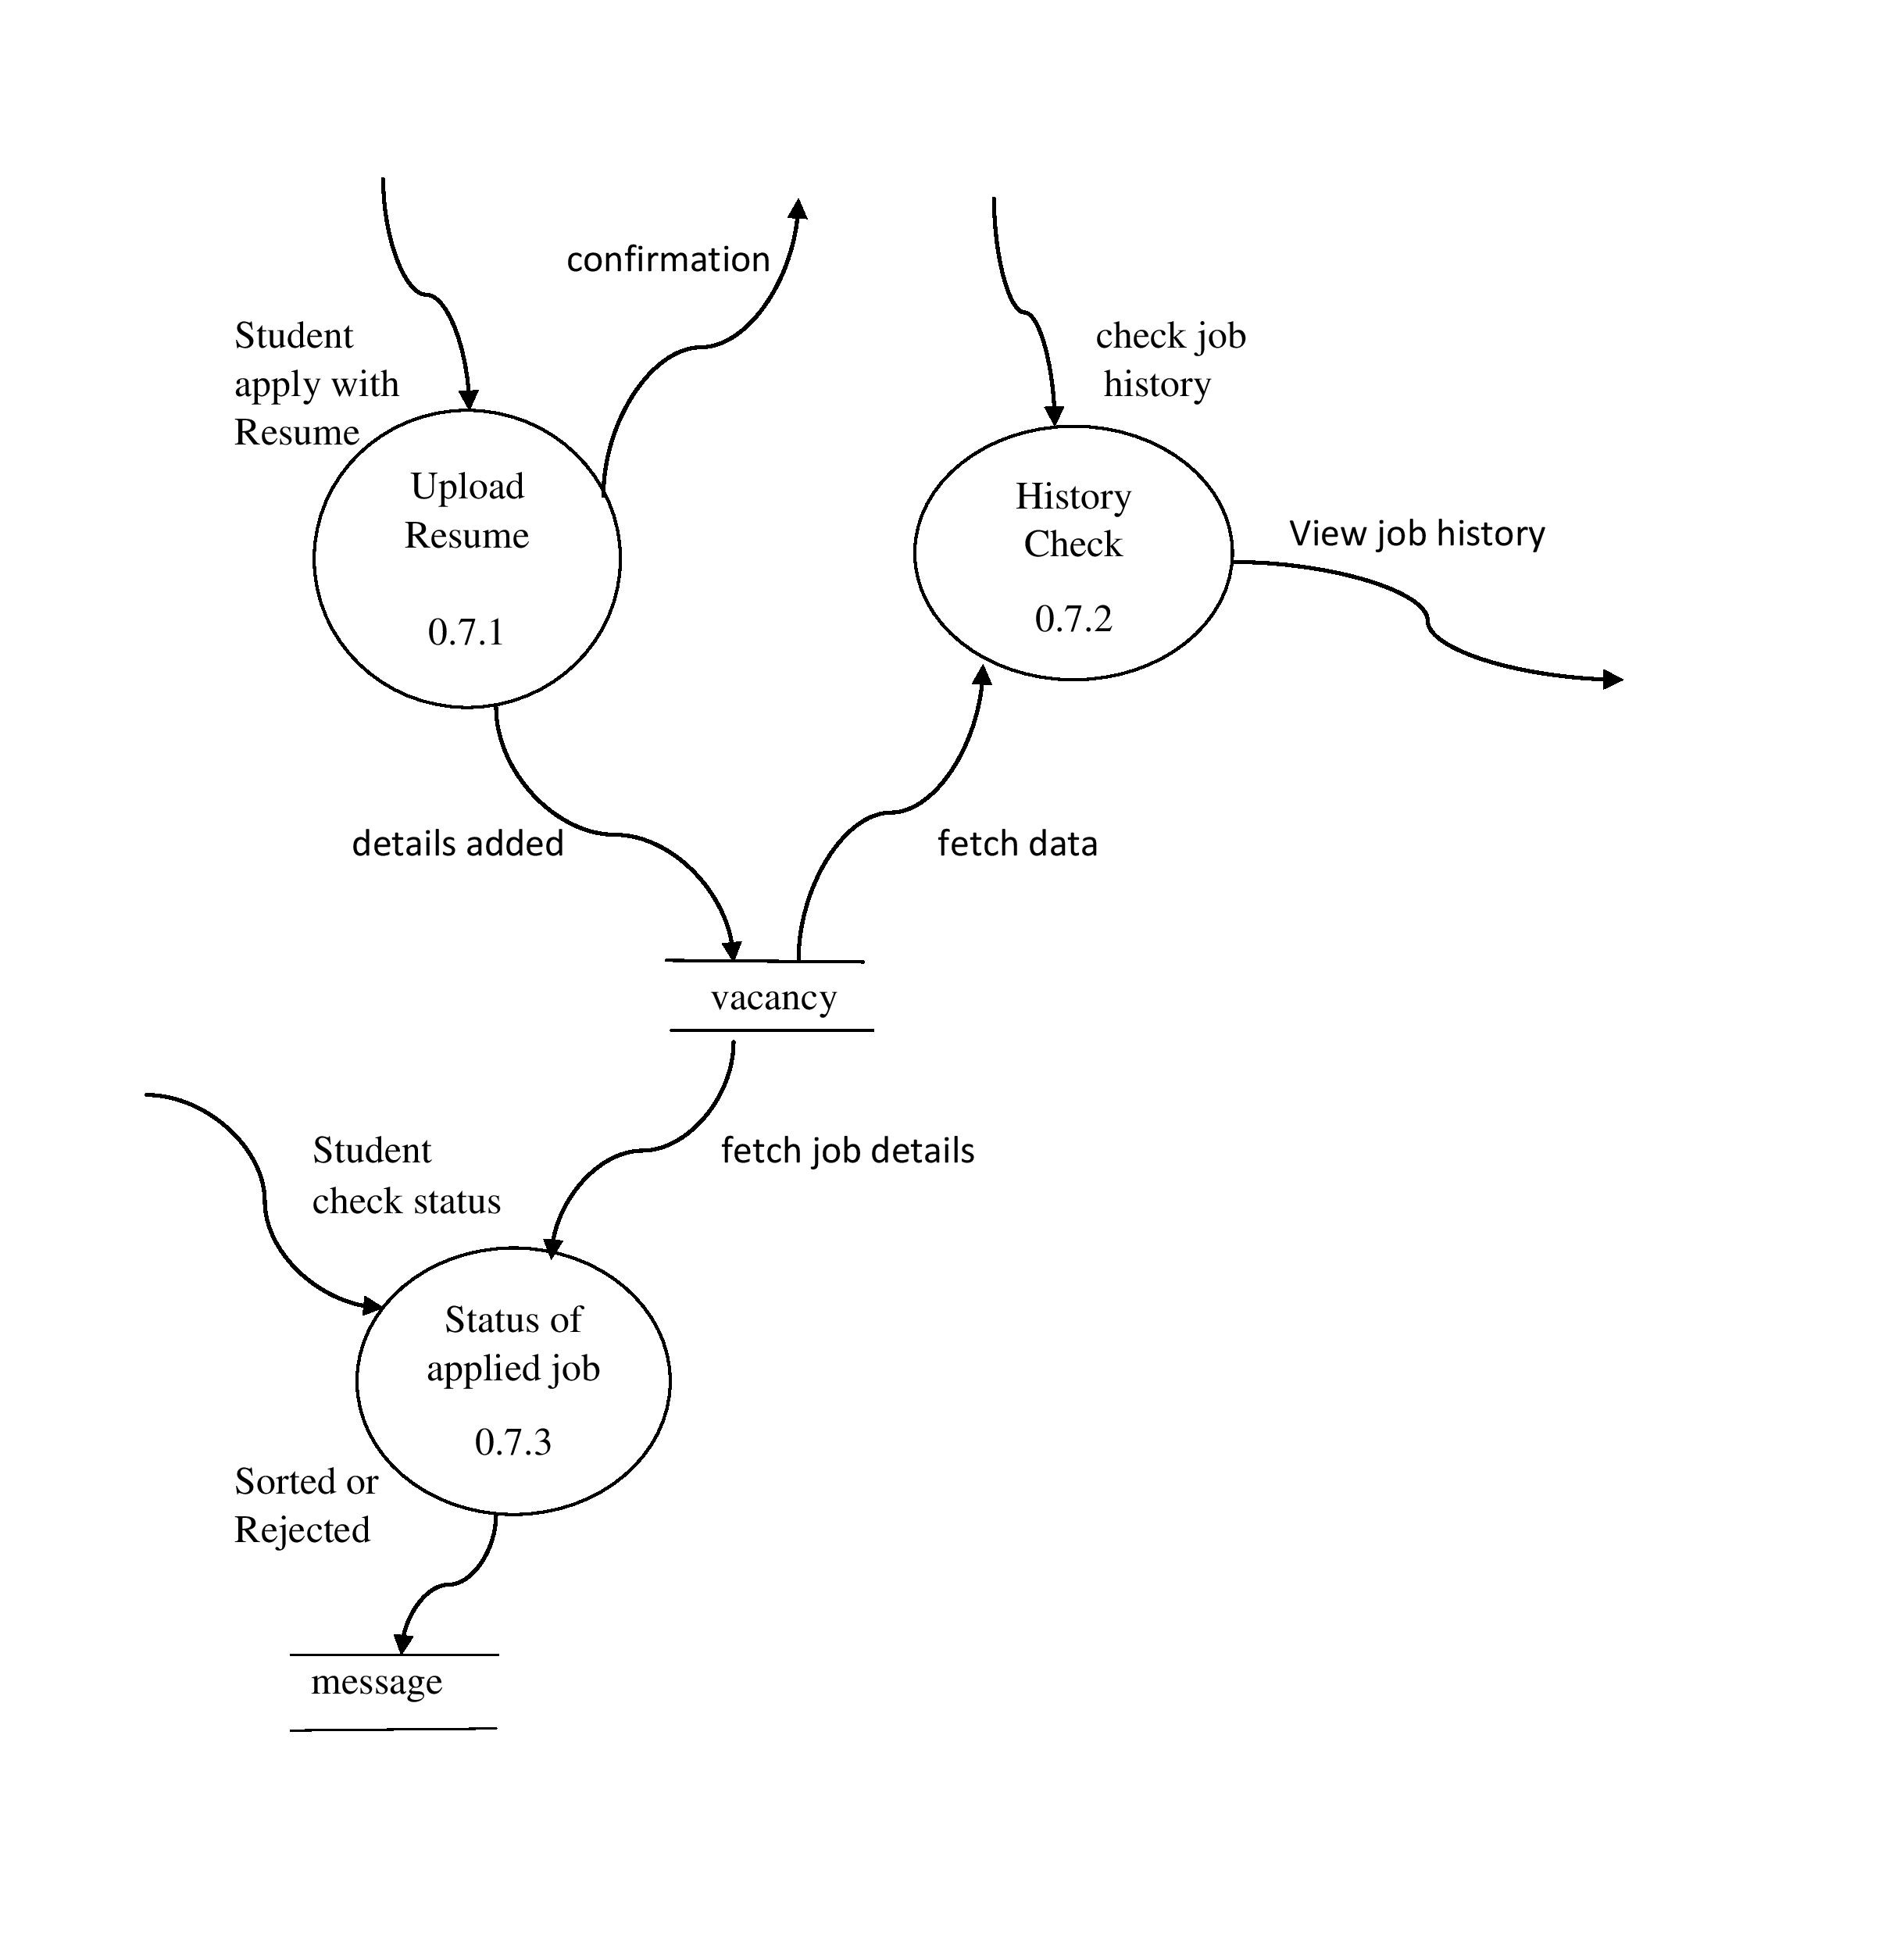 confirmation
Student
apply with
Resume
check job
history
Upload
Resume
0.7.1
History
Check
0.7.2
View job history
details added
fetch data
vacancy
Student
check status
fetch job details
Status of
applied job
0.7.3
Sorted or
Rejected
message